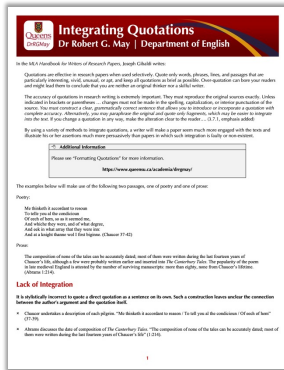 Queens
DrRGMay
Integrating Quotations
Dr Robert G. May | Department of English
In the MLA Handbook for Writers of Research Papers, Joseph Gibaldi writes:
Quotations are effective in research papers when used selectively. Quote only words, phrases, lines, and passages that are
particularly interesting, vivid, unusual, or apt, and keep all quotations as brief as possible. Over-quotation can bore your readers
and might lead them to conclude that you are neither an original thinker nor a skilful writer.
The accuracy of quotations in research writing is extremely important. They must reproduce the original sources exactly. Unless
indicated in brackets or parentheses ... changes must not be made in the spelling, capitalization, or interior punctuation of the
source. You must construct a clear, grammatically correct sentence that allows you to introduce or incorporate a quotation with
complete accuracy. Alternatively, you may paraphrase the original and quote only fragments, which may be easier to integrate
into the text. If you change a quotation in any way, make the alteration clear to the reader.... (3.7.1, emphasis added)
By using a variety of methods to integrate quotations, a writer will make a paper seem much more engaged with the texts and
illustrate his or her assertions much more persuasively than papers in which such integration is faulty or non-existent.
Additional Information
Please see "Formatting Quotations" for more information.
https://www.queensu.ca/academia/drrgmay/
The examples below will make use of the following two passages, one of poetry and one of prose:
Poetry:
Me thinketh it accordant to resoun
To telle yow al the condicioun
Of ech of hem, so as it semed me,
And whiche they were, and of what degree,
And eek in what array that they were inne:
And at a knyght thanne wol I first bigynne. (Chaucer 37-42)
Prose:
The composition of none of the tales can be accurately dated; most of them were written during the last fourteen years of
Chaucer's life, although a few were probably written earlier and inserted into The Canterbury Tales. The popularity of the poem
in late medieval England is attested by the number of surviving manuscripts: more than eighty, none from Chaucer's lifetime.
(Abrams 1:214).
Lack of Integration
It is stylistically incorrect to quote a direct quotation as a sentence on its own. Such a construction leaves unclear the connection
between the author's argument and the quotation itself.
Chaucer undertakes a description of each pilgrim. "Me thinketh it accordant to resoun / To telle yow al the condicioun / Of ech of hem"
(37-39).
Abrams discusses the date of composition of The Canterbury Tales. "The composition of none of the tales can be accurately dated; most of
them were written during the last fourteen years of Chaucer's life" (1:214).
1